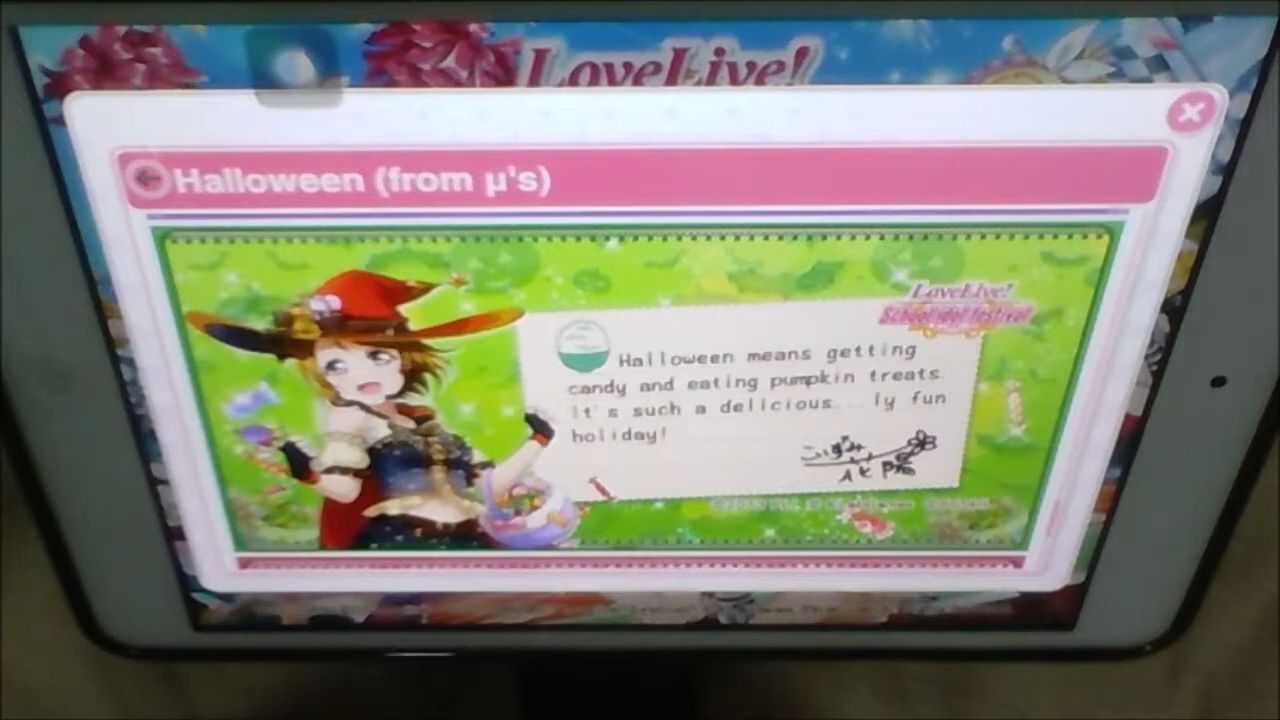 LoveLive!
Halloween (from μ's)
LoveLive!
School idol festival
Halloween means getting
candy and eating pumpkin treats.
It's such a delicious...ly fun
holiday!